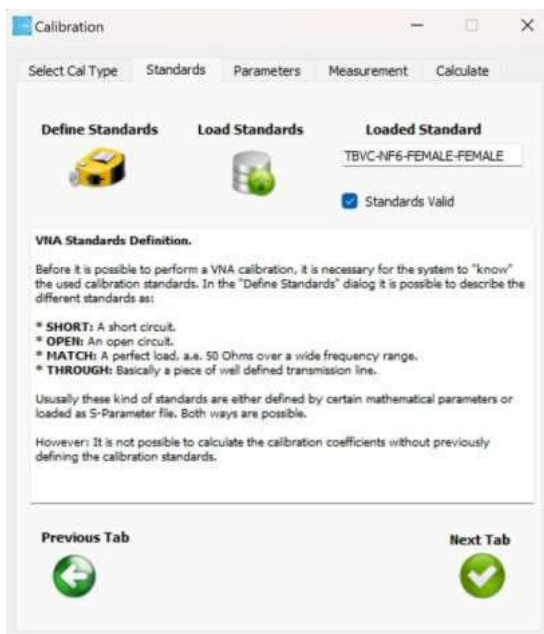 Calibration
Select Cal Type Standards Parameters Measurement Calculate
Define Standards Load Standards Loaded Standard
TBVC-NF6-FEMALE-FEMALE
Standards Valid
VNA Standards Definition.
Before it is possible to perform a VNA calibration, it is necessary for the system to "know"
the used calibration standards. In the "Define Standards" dialog it is possible to describe the
different standards as:
* SHORT: A short circuit.
* OPEN: An open circuit.
* MATCH: A perfect load, a.e. 50 Ohms over a wide frequency range.
* THROUGH: Basically a piece of well defined transmission line.
Ususally these kind of standards are either defined by certain mathematical parameters or
loaded as S-Parameter file. Both ways are possible.
However: It is not possible to calculate the calibration coefficients without previously
defining the calibration standards.
Previous Tab Next Tab